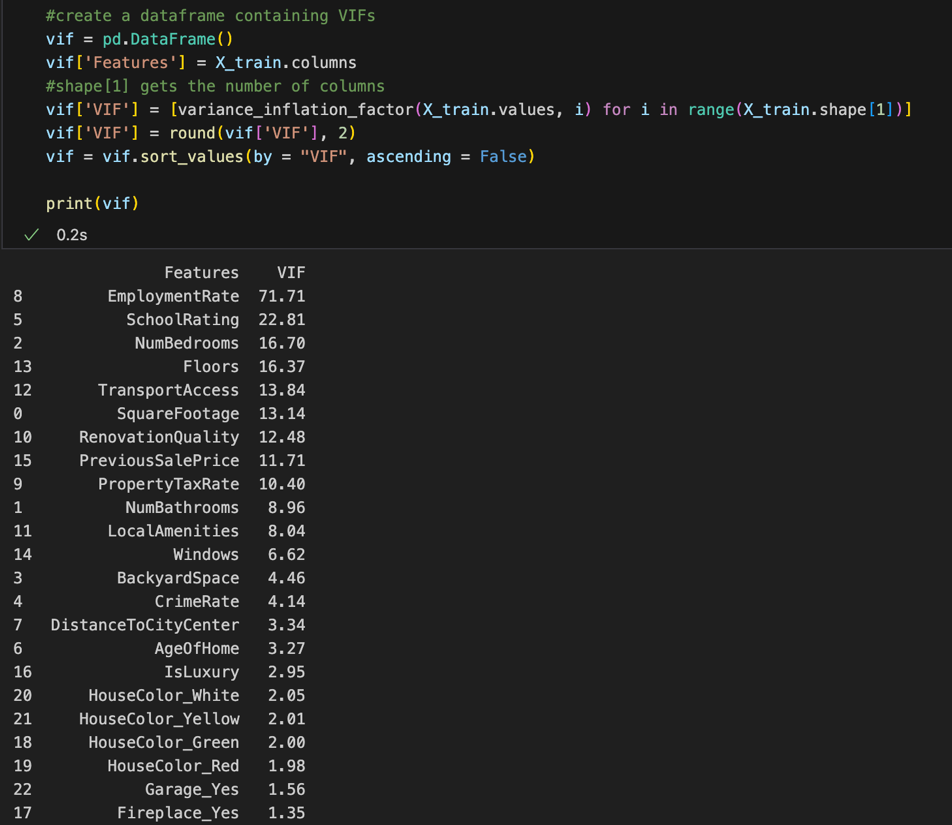 #create a dataframe containing VIFs
vif = pd.DataFrame()
vif['Features'] = X_train.columns
#shape[1] gets the number of columns
vif['VIF'] = [variance_inflation_factor(X_train.values, i) for i in range(X_train.shape[1])]
vif['VIF'] = round(vif['VIF'], 2)
vif = vif.sort_values(by = "VIF", ascending = False)
print(vif)
✓ 0.2s
Features VIF
8 EmploymentRate 71.71
5 SchoolRating 22.81
2 NumBedrooms 16.70
13 Floors 16.37
12 TransportAccess 13.84
0 SquareFootage 13.14
10 RenovationQuality 12.48
15 PreviousSalePrice 11.71
9 PropertyTaxRate 10.40
1 NumBathrooms 8.96
11 LocalAmenities 8.04
14 Windows 6.62
3 BackyardSpace 4.46
4 CrimeRate 4.14
7 DistanceToCityCenter 3.34
6 AgeOfHome 3.27
16 IsLuxury 2.95
20 HouseColor_White 2.05
21 HouseColor_Yellow 2.01
18 HouseColor_Green 2.00
19 HouseColor_Red 1.98
22 Garage_Yes 1.56
17 Fireplace_Yes 1.35